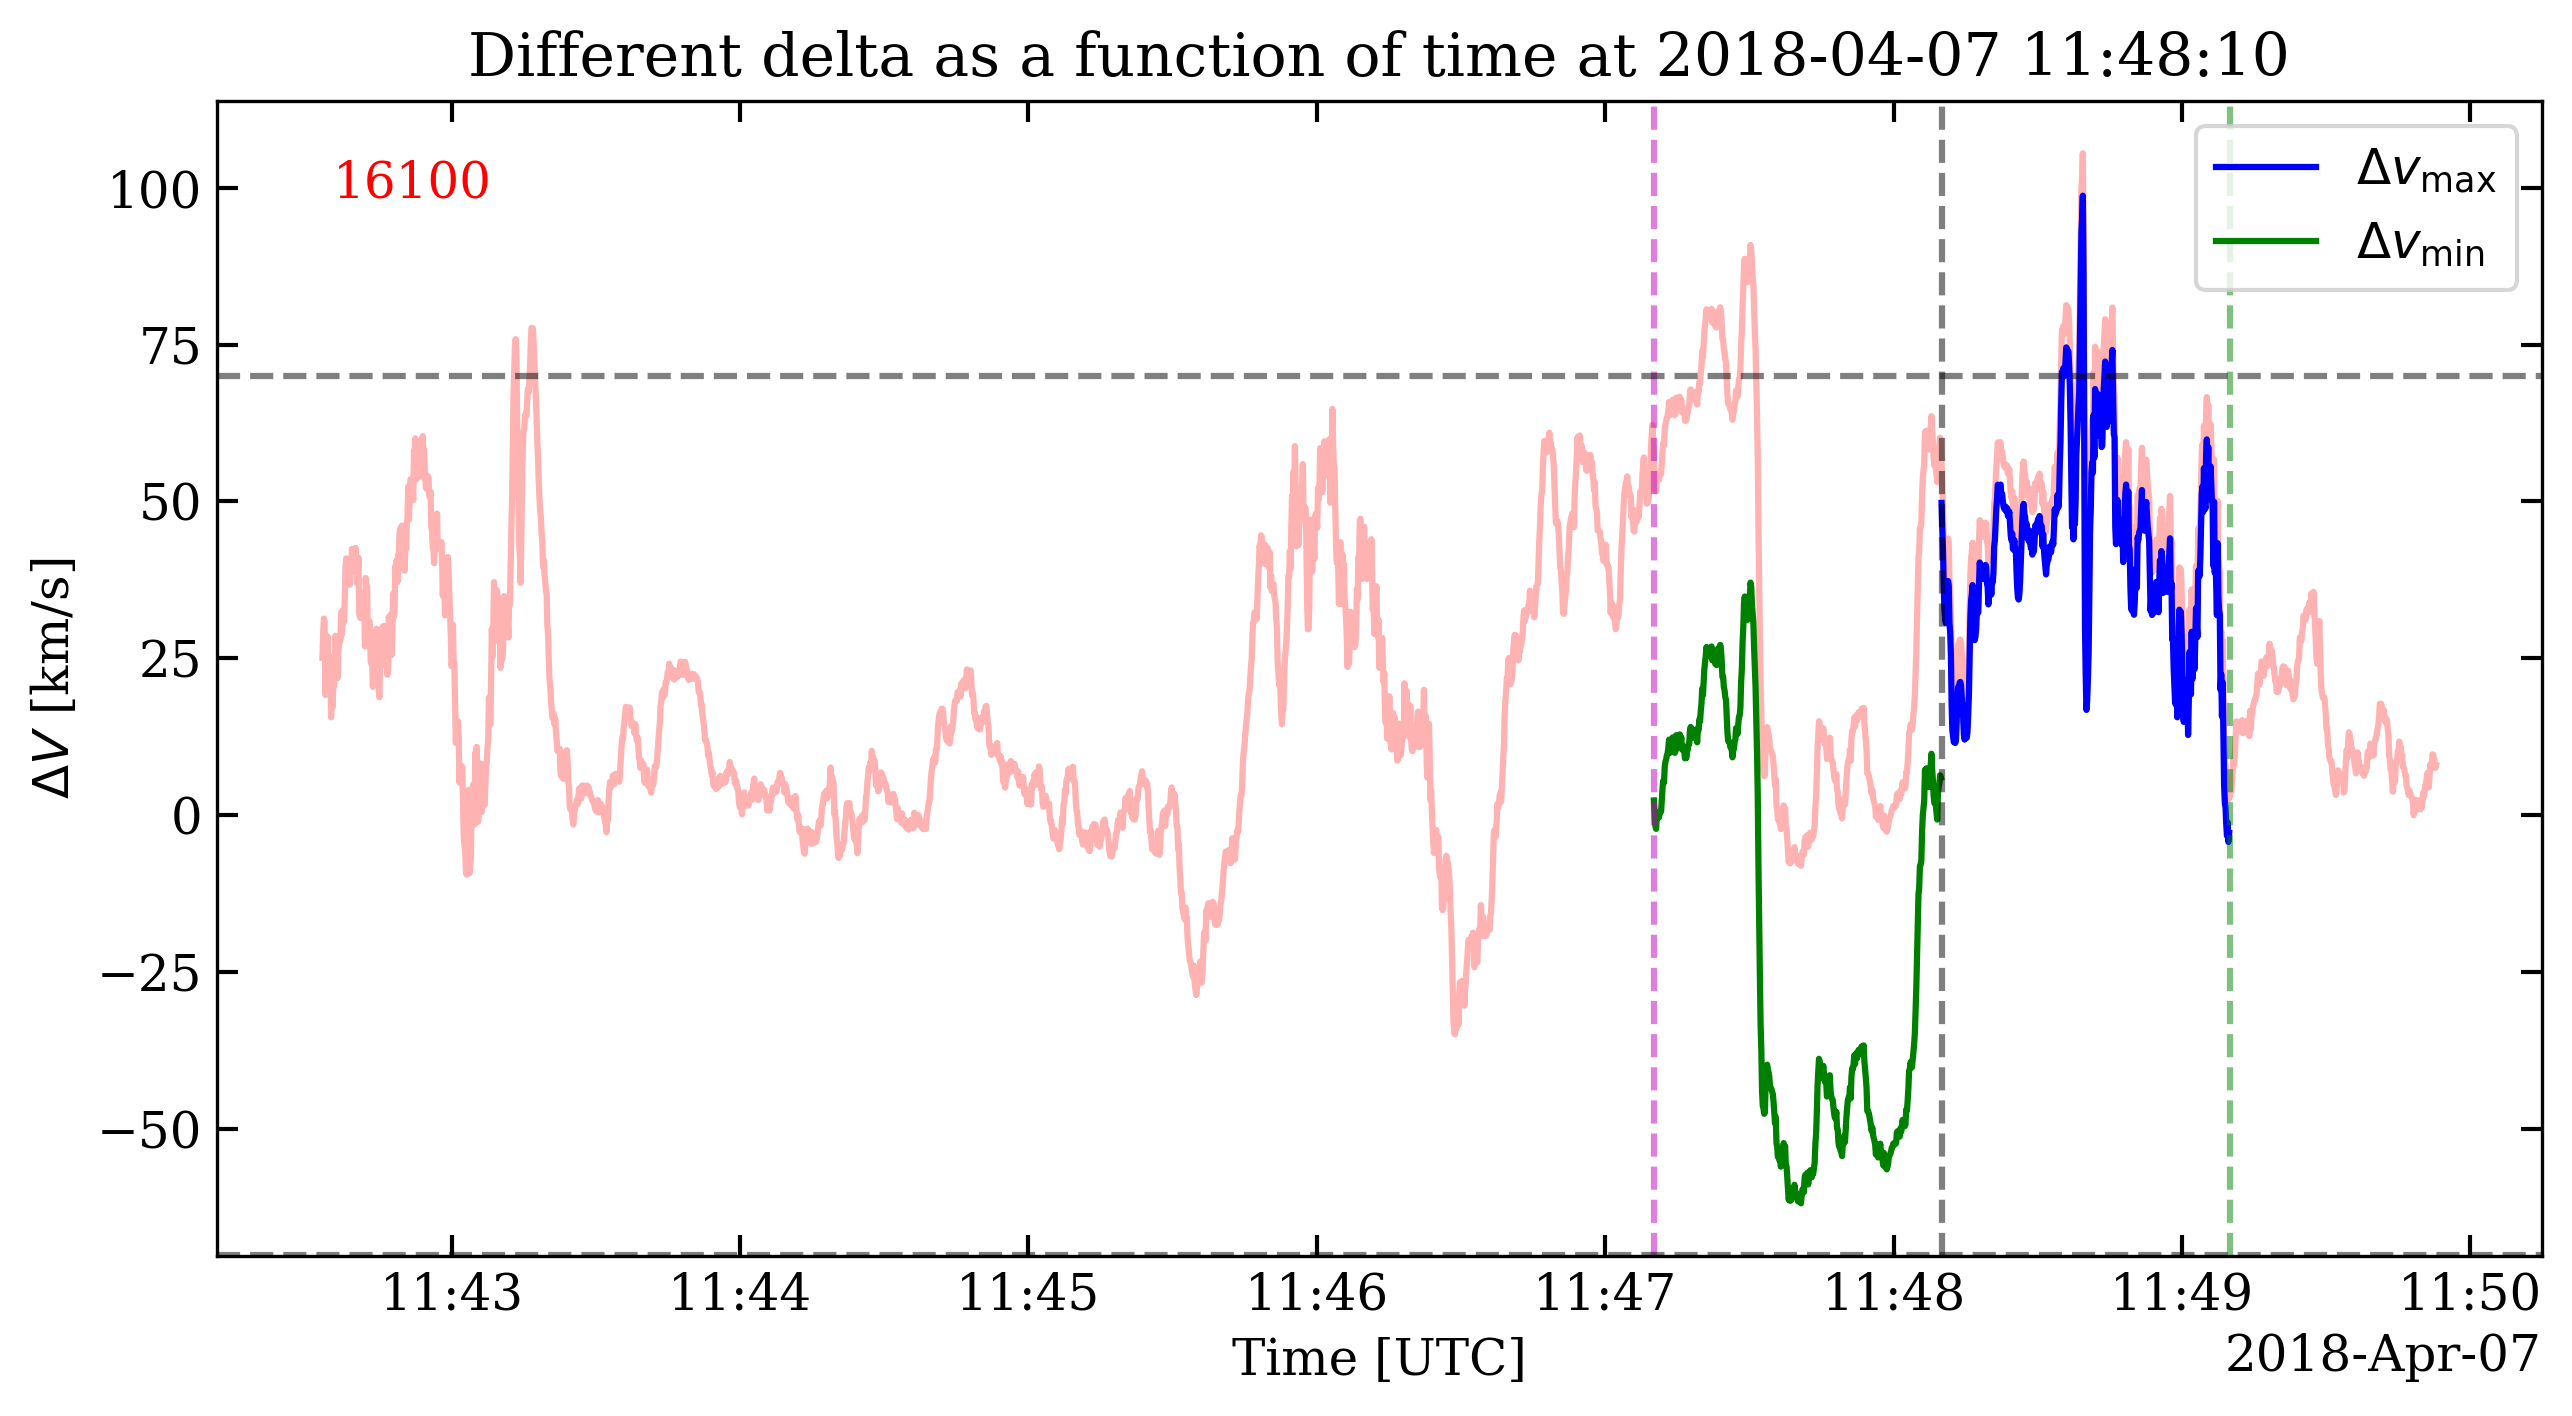 Different delta as a function of time at 2018-04-07 11:48:10
16100
Δv_max
Δv_min
ΔV [km/s]
100
75
50
25
0
−25
−50
11:43 11:44 11:45 11:46 11:47 11:48 11:49 11:50
Time [UTC]
2018-Apr-07